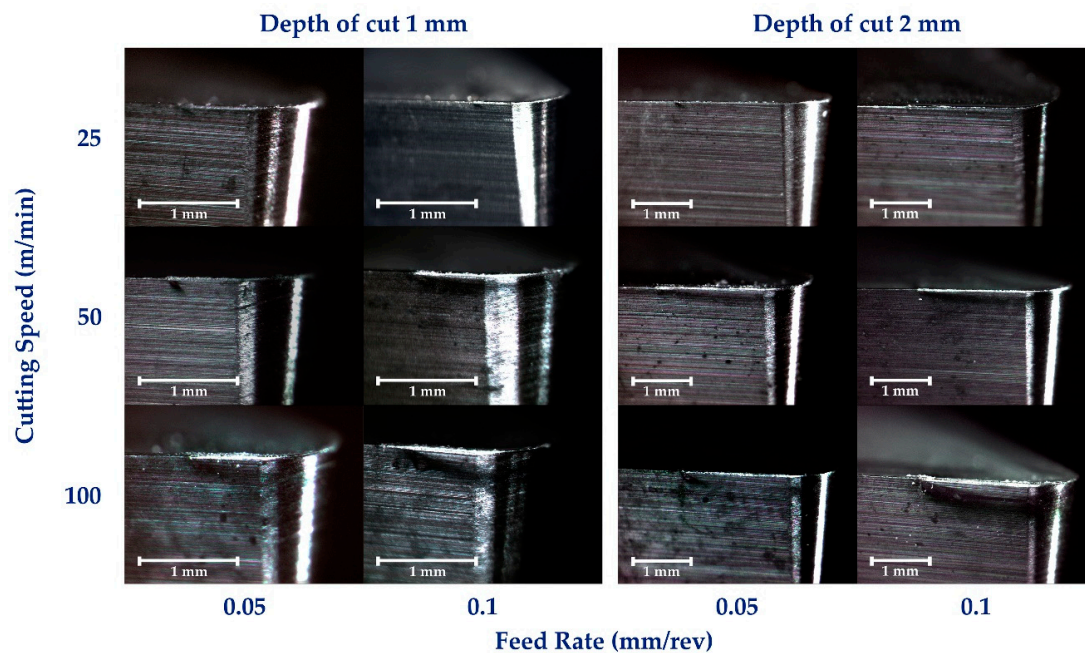 Depth of cut 1 mm
Depth of cut 2 mm
Cutting Speed (m/min)
25
1 mm
1 mm
1 mm
1 mm
50
1 mm
1 mm
1 mm
1 mm
100
1 mm
1 mm
1 mm
1 mm
0.05
0.1
0.05
0.1
Feed Rate (mm/rev)